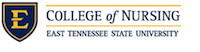 E
COLLEGE of NURSING
EAST TENNESSEE STATE UNIVERSITY